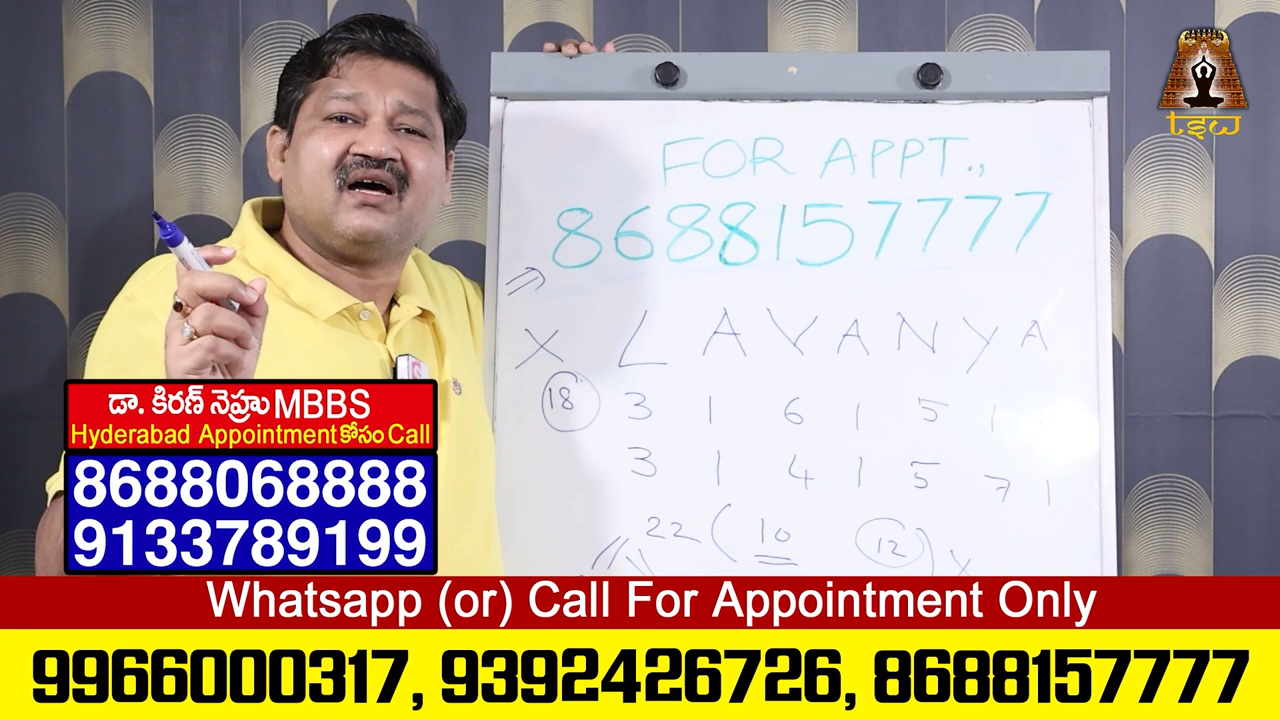 FOR APPT.,
8688157777
⇒
X L A V A N Y A
18 3 1 6 1 5 1
3 1 4 1 5 7 1
22 ( 10 12 ) X
TSW
డా. కిరణ్ నెహ్రు MBBS
Hyderabad Appointment కోసం Call
8688068888
9133789199
Whatsapp (or) Call For Appointment Only
9966000317, 9392426726, 8688157777